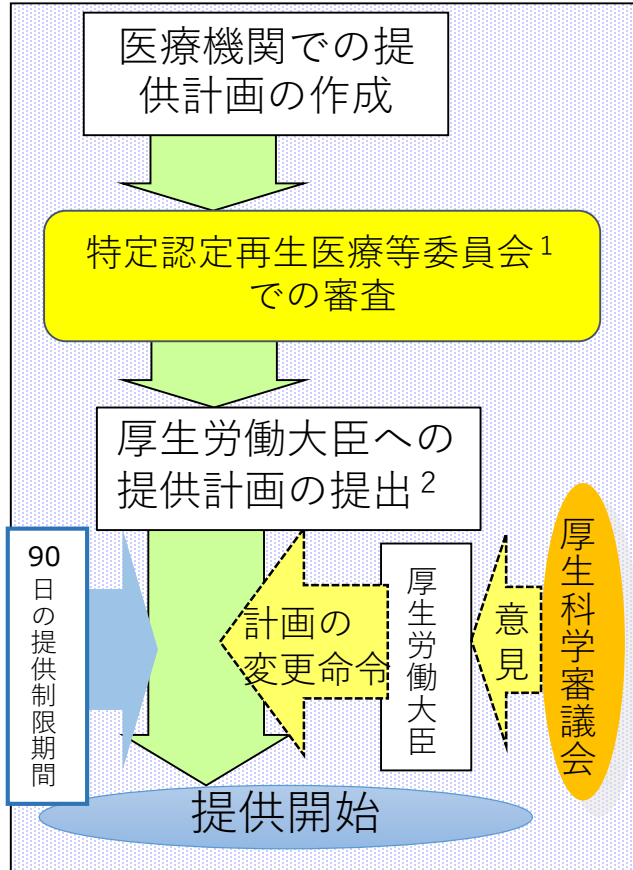 医療機関での提
供計画の作成
特定認定再生医療等委員会1
での審査
厚生労働大臣への
提供計画の提出2
90
日の提供制限期間
計画の
変更命令
厚生労働大臣
意見
厚生科学審議会
提供開始